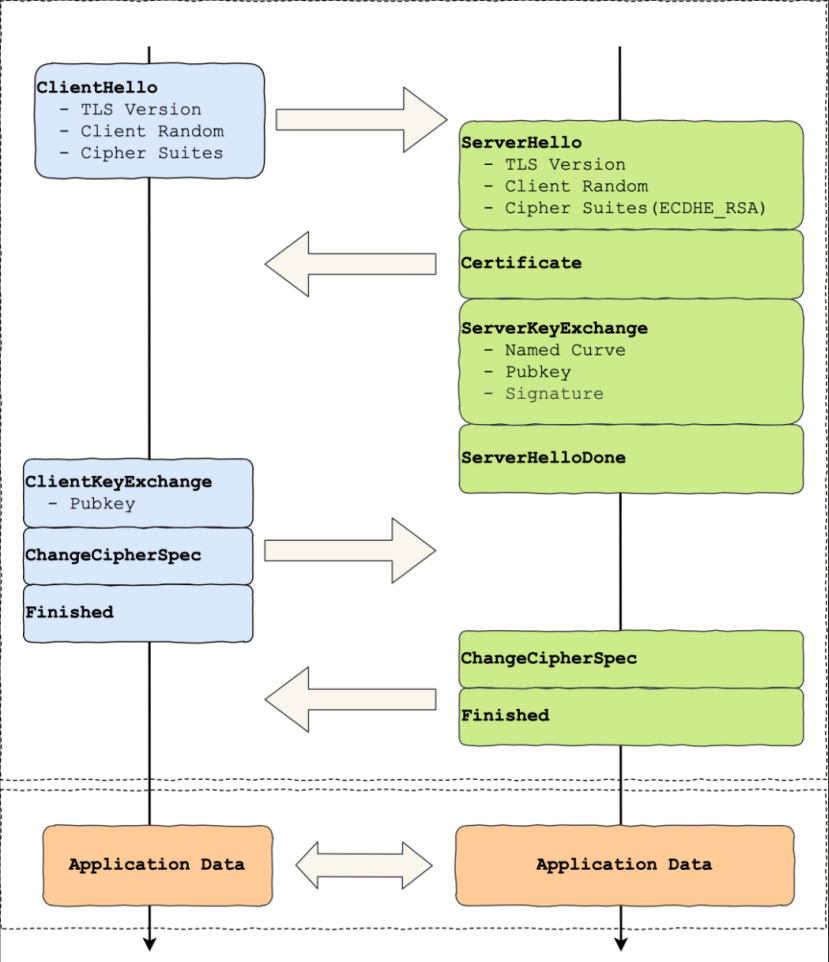 ClientHello
- TLS Version
- Client Random
- Cipher Suites
ServerHello
- TLS Version
- Client Random
- Cipher Suites(ECDHE_RSA)
Certificate
ServerKeyExchange
- Named Curve
- Pubkey
- Signature
ServerHelloDone
ClientKeyExchange
- Pubkey
ChangeCipherSpec
Finished
ChangeCipherSpec
Finished
Application Data
Application Data